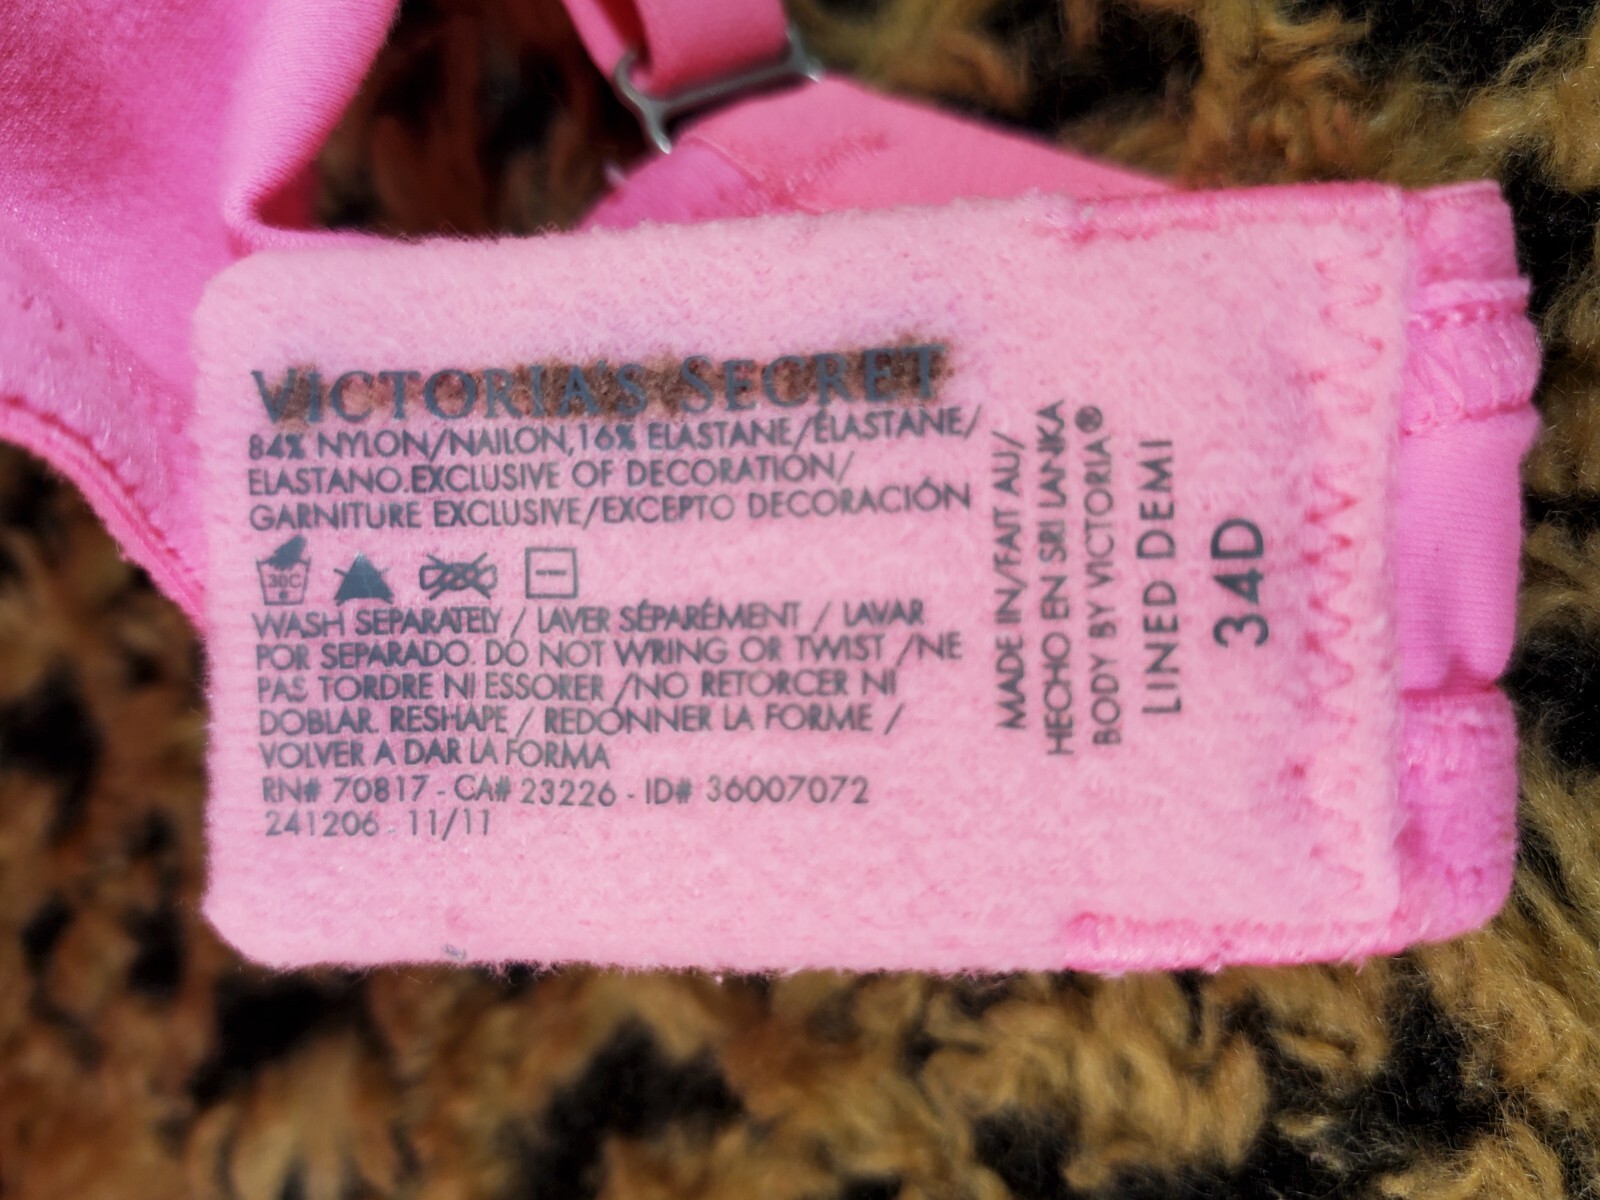 VICTORIA'S SECRET
84% NYLON/NAILON,16% ELASTANE/ÉLASTANE/
ELASTANO.EXCLUSIVE OF DECORATION/
GARNITURE EXCLUSIVE/EXCEPTO DECORACIÓN
30C
WASH SEPARATELY / LAVER SÉPARÉMENT / LAVAR
POR SEPARADO. DO NOT WRING OR TWIST /NE
PAS TORDRE NI ESSORER /NO RETORCER NI
DOBLAR. RESHAPE / REDONNER LA FORME /
VOLVER A DAR LA FORMA
RN# 70817 - CA# 23226 - ID# 36007072
241206 - 11/11
MADE IN/FAIT AU/
HECHO EN SRI LANKA
BODY BY VICTORIA®
LINED DEMI
34D